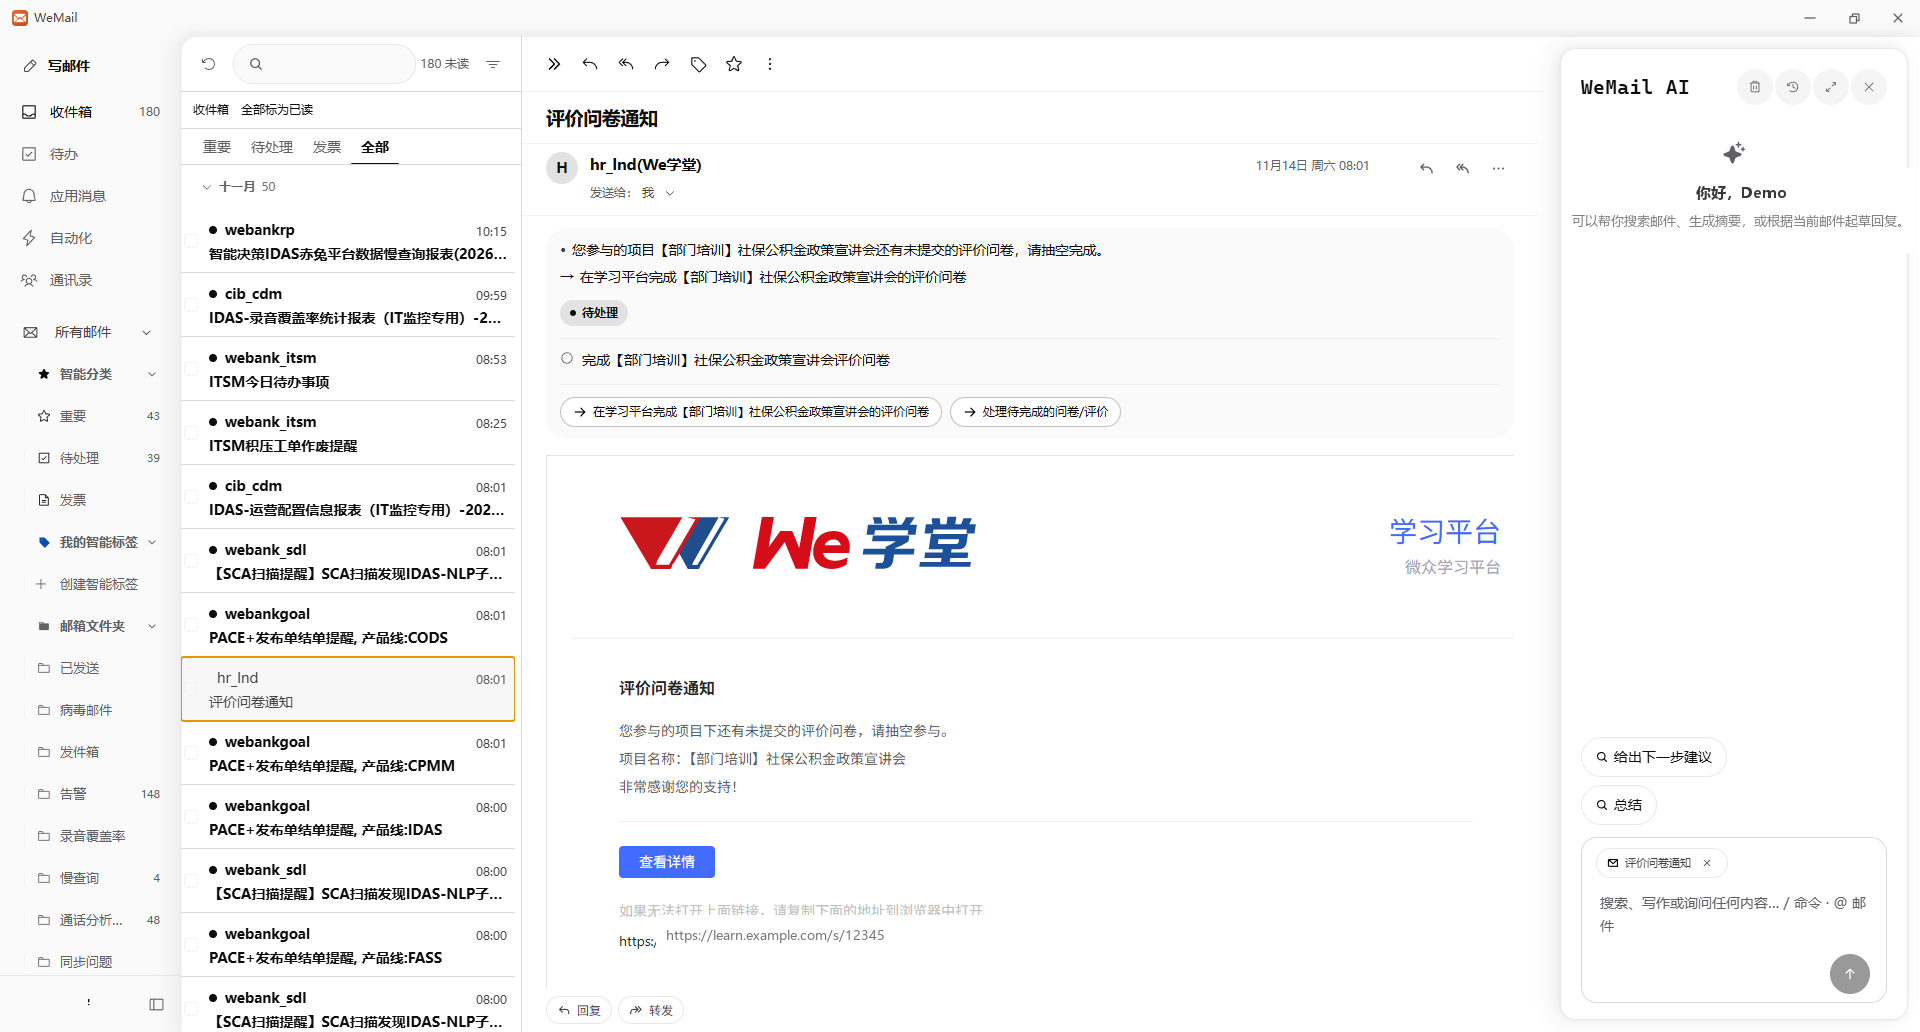 WeMail
写邮件
收件箱 180
待办
应用消息
自动化
通讯录
所有邮件
智能分类
重要 43
待处理 39
发票
我的智能标签
创建智能标签
邮箱文件夹
已发送
病毒邮件
发件箱
告警 148
录音覆盖率
慢查询 4
通话分析... 48
同步问题
!
180 未读
收件箱 全部标为已读
重要 待处理 发票 全部
十一月 50
webankrp 10:15
智能决策IDAS赤兔平台数据慢查询报表(2026...
cib_cdm 09:59
IDAS-录音覆盖率统计报表（IT监控专用）-2...
webank_itsm 08:53
ITSM今日待办事项
webank_itsm 08:25
ITSM积压工单作废提醒
cib_cdm 08:01
IDAS-运营配置信息报表（IT监控专用）-202...
webank_sdl 08:01
【SCA扫描提醒】SCA扫描发现IDAS-NLP子...
webankgoal 08:01
PACE+发布单结单提醒, 产品线:CODS
hr_lnd 08:01
评价问卷通知
webankgoal 08:01
PACE+发布单结单提醒, 产品线:CPMM
webankgoal 08:00
PACE+发布单结单提醒, 产品线:IDAS
webank_sdl 08:00
【SCA扫描提醒】SCA扫描发现IDAS-NLP子...
webankgoal 08:00
PACE+发布单结单提醒, 产品线:FASS
webank_sdl 08:00
【SCA扫描提醒】SCA扫描发现IDAS-NLP子...
评价问卷通知
H
hr_lnd(We学堂)
11月14日 周六 08:01
发送给： 我
• 您参与的项目【部门培训】社保公积金政策宣讲会还有未提交的评价问卷，请抽空完成。
→ 在学习平台完成【部门培训】社保公积金政策宣讲会的评价问卷
待处理
完成【部门培训】社保公积金政策宣讲会评价问卷
→ 在学习平台完成【部门培训】社保公积金政策宣讲会的评价问卷
→ 处理待完成的问卷/评价
We学堂
学习平台
微众学习平台
评价问卷通知
您参与的项目下还有未提交的评价问卷，请抽空参与。
项目名称：【部门培训】社保公积金政策宣讲会
非常感谢您的支持！
查看详情
如果无法打开上面链接，请复制下面的地址到浏览器中打开
https:/ https://learn.example.com/s/12345
回复
转发
WeMail AI
你好，Demo
可以帮你搜索邮件、生成摘要，或根据当前邮件起草回复。
给出下一步建议
总结
评价问卷通知
搜索、写作或询问任何内容... / 命令 · @ 邮
件